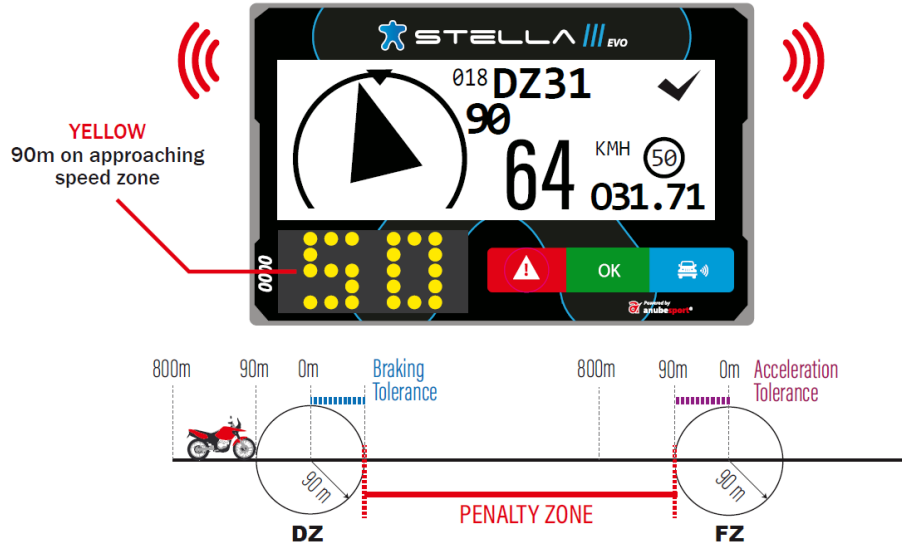 STELLA III EVO
018 DZ31
90
64 KMH 50
031.71
YELLOW
90m on approaching
speed zone
50
0000
!
OK
Powered by
anubesport
800m 90m 0m Braking
Tolerance
800m 90m 0m Acceleration
Tolerance
90 m
90 m
PENALTY ZONE
DZ
FZ